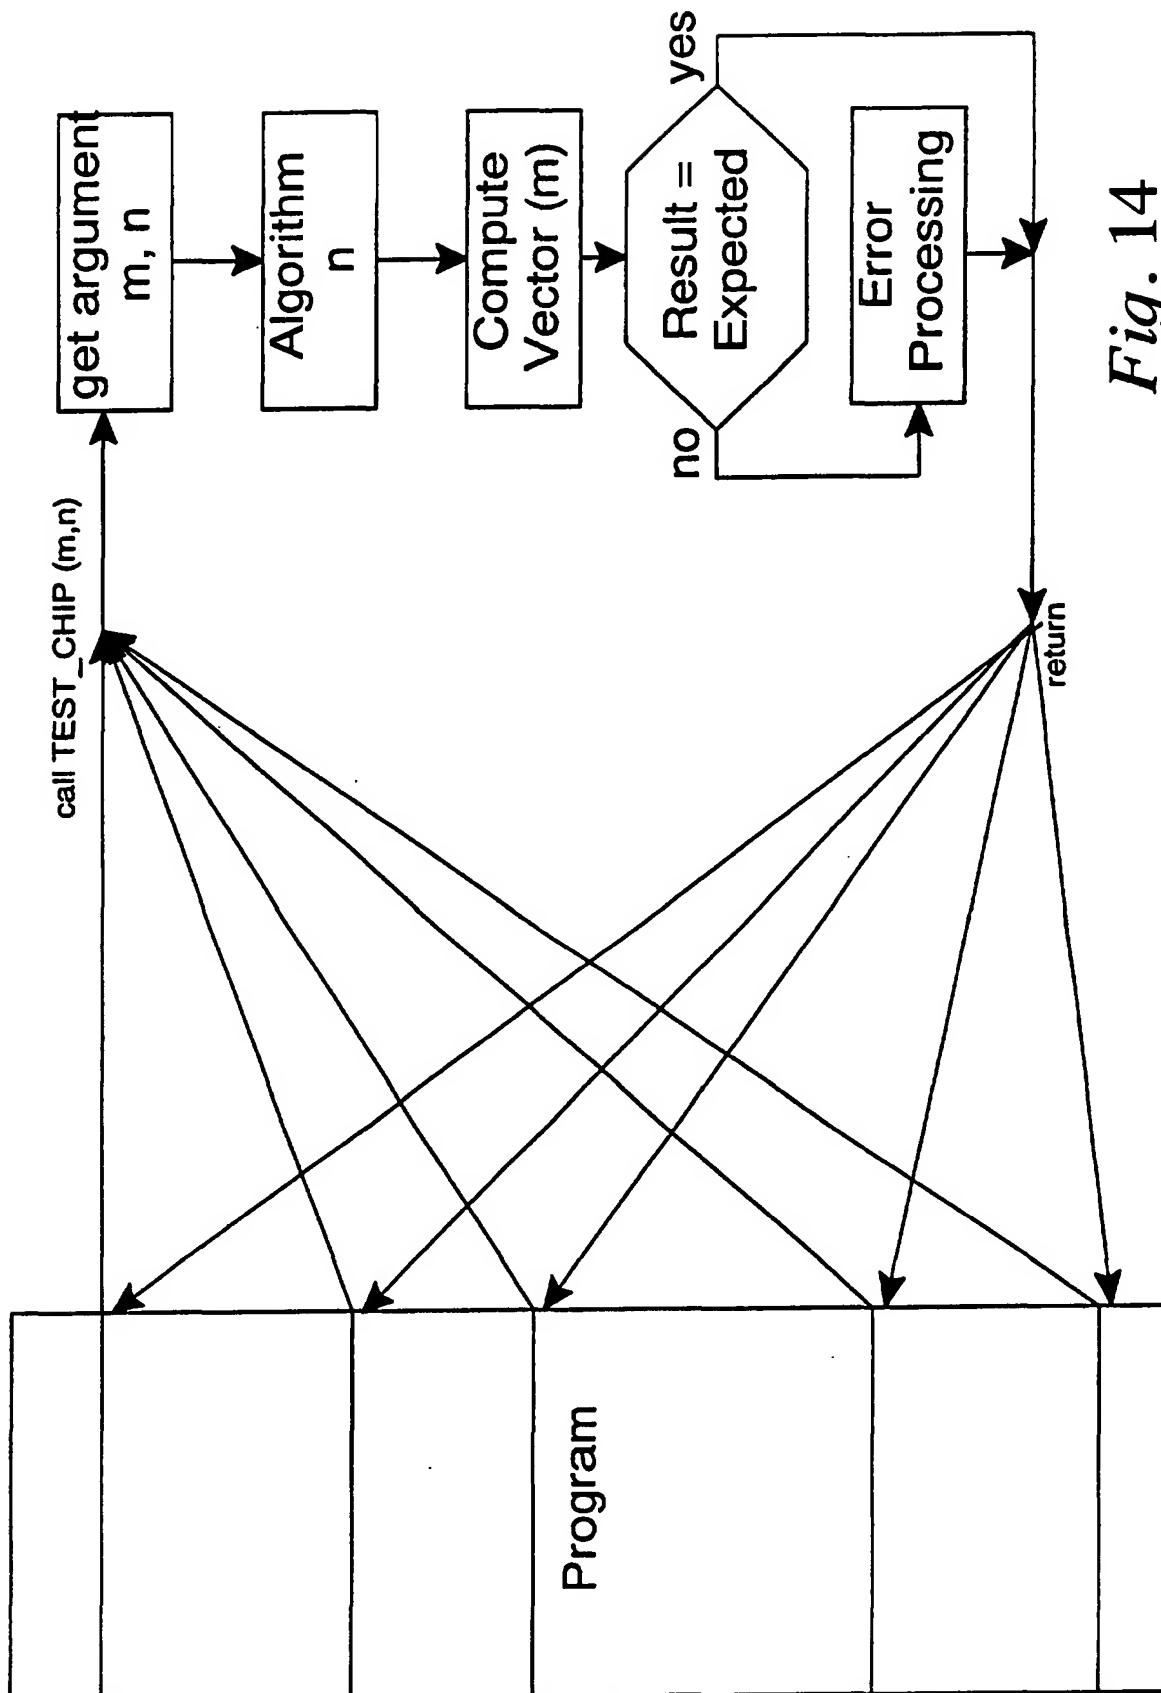 call TEST_CHIP (m,n)
get argument
m, n
Algorithm
n
Compute
Vector (m)
Result =
Expected
yes
no
Error
Processing
return
Program
Fig. 14